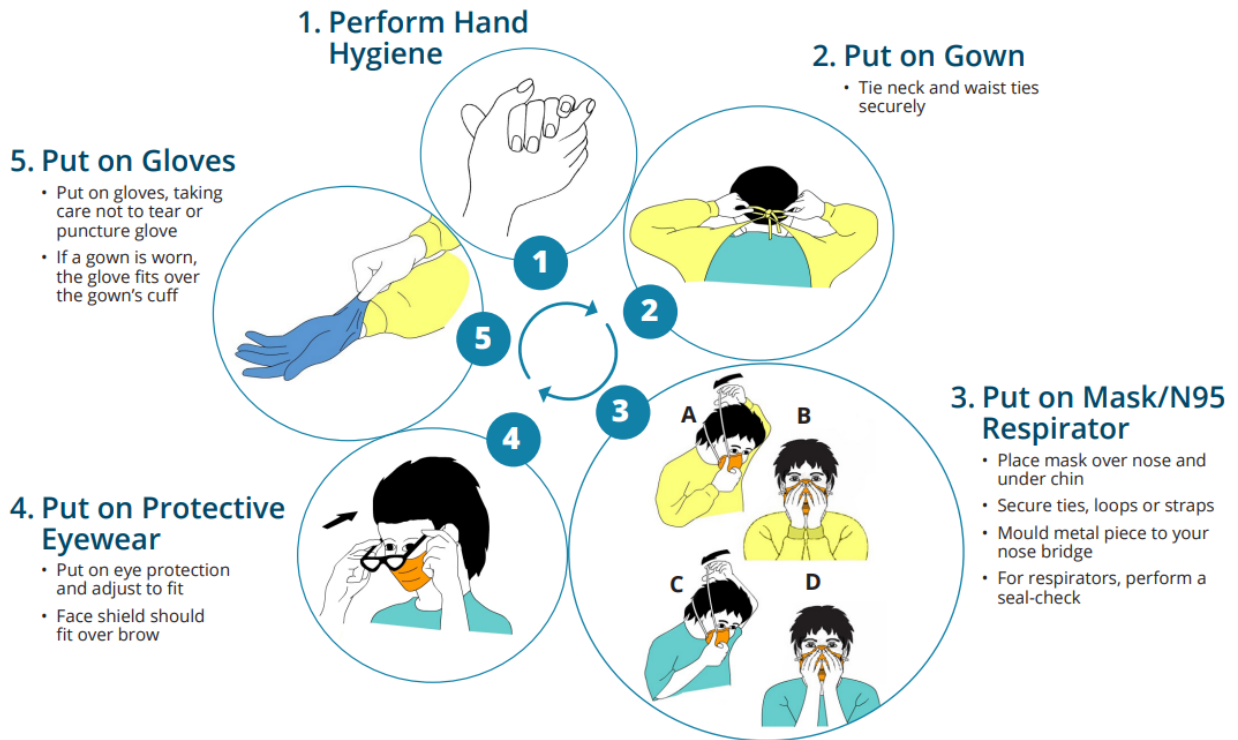 1. Perform Hand
Hygiene
1
2. Put on Gown
• Tie neck and waist ties
securely
2
3. Put on Mask/N95
Respirator
• Place mask over nose and
under chin
• Secure ties, loops or straps
• Mould metal piece to your
nose bridge
• For respirators, perform a
seal-check
3
A
B
C
D
4. Put on Protective
Eyewear
• Put on eye protection
and adjust to fit
• Face shield should
fit over brow
4
5. Put on Gloves
• Put on gloves, taking
care not to tear or
puncture glove
• If a gown is worn,
the glove fits over
the gown's cuff
5